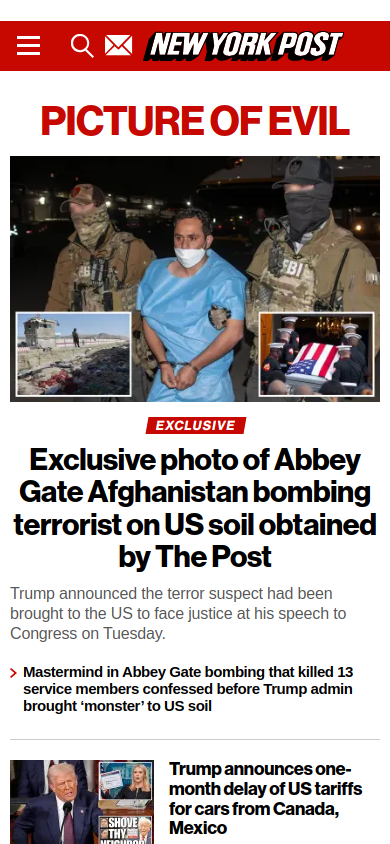 NEW YORK POST
PICTURE OF EVIL
FBI
EXCLUSIVE
Exclusive photo of Abbey
Gate Afghanistan bombing
terrorist on US soil obtained
by The Post
Trump announced the terror suspect had been
brought to the US to face justice at his speech to
Congress on Tuesday.
Mastermind in Abbey Gate bombing that killed 13
service members confessed before Trump admin
brought ‘monster’ to US soil
Trump announces one-
month delay of US tariffs
for cars from Canada,
Mexico
SHOVE
THY
NEIGHBOR